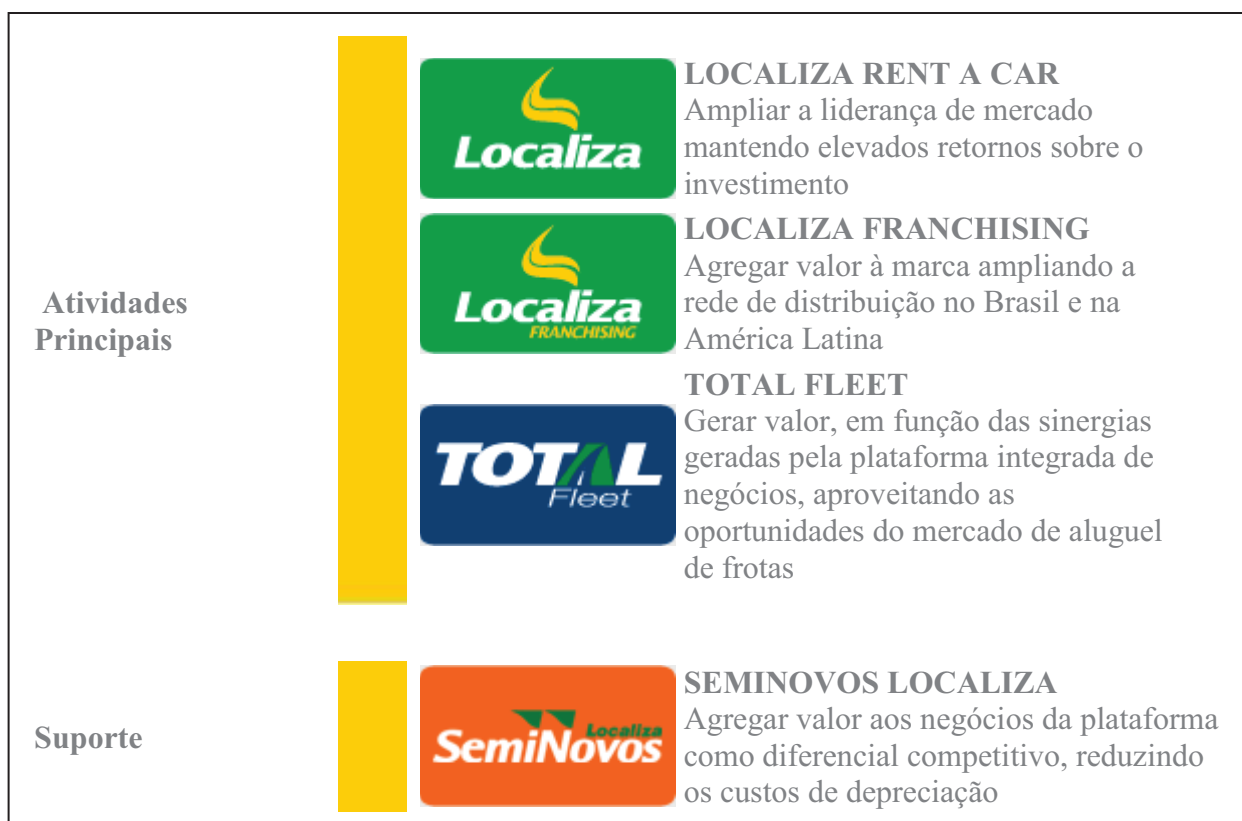 Atividades
Principais
Localiza
LOCALIZA RENT A CAR
Ampliar a liderança de mercado
mantendo elevados retornos sobre o
investimento
Localiza
FRANCHISING
LOCALIZA FRANCHISING
Agregar valor à marca ampliando a
rede de distribuição no Brasil e na
América Latina
TOTAL
Fleet
TOTAL FLEET
Gerar valor, em função das sinergias
geradas pela plataforma integrada de
negócios, aproveitando as
oportunidades do mercado de aluguel
de frotas
Suporte
Localiza
SemiNovos
SEMINOVOS LOCALIZA
Agregar valor aos negócios da plataforma
como diferencial competitivo, reduzindo
os custos de depreciação